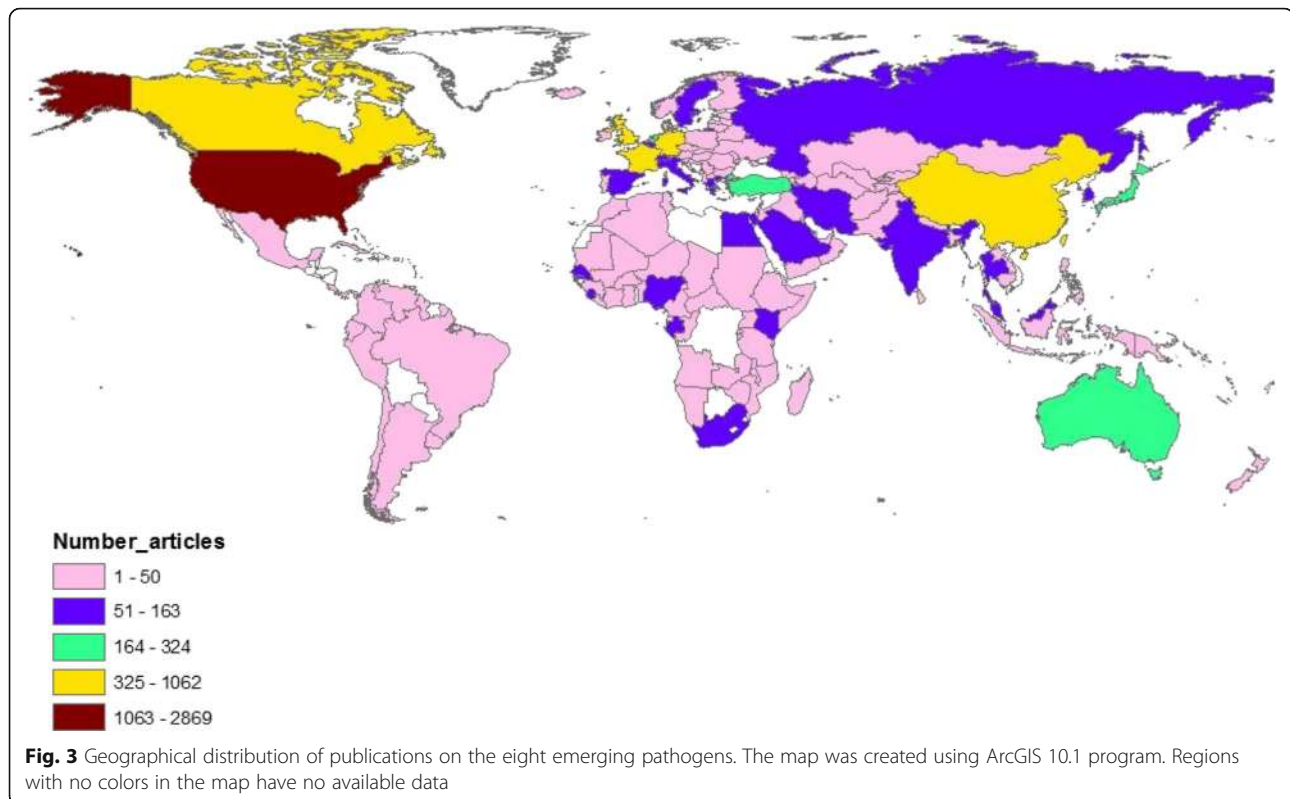 Number_articles
1 - 50
51 - 163
164 - 324
325 - 1062
1063 - 2869
Fig. 3 Geographical distribution of publications on the eight emerging pathogens. The map was created using ArcGIS 10.1 program. Regions
with no colors in the map have no available data